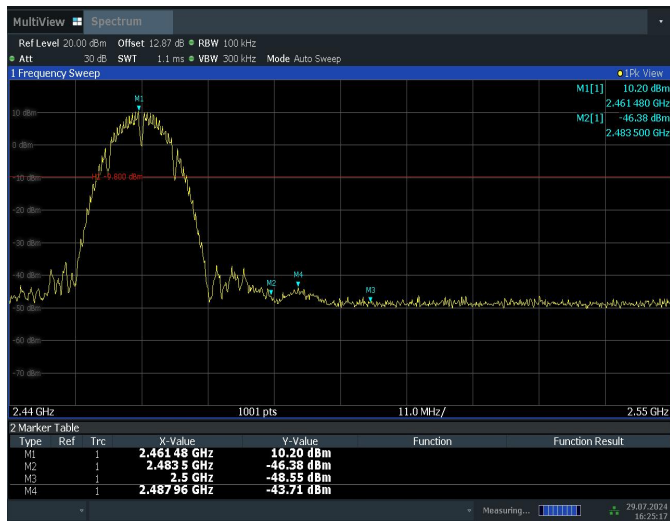 MultiView Spectrum
Ref Level 20.00 dBm Offset 12.87 dB RBW 100 kHz
Att 30 dB SWT 1.1 ms VBW 300 kHz Mode Auto Sweep
1 Frequency Sweep 1Pk View
M1[1] 10.20 dBm
2.461 480 GHz
M2[1] -46.38 dBm
2.483 500 GHz
M1
10 dBm
0 dBm
-10 dBm
H1 -9.800 dBm
-20 dBm
-30 dBm
-40 dBm
M2 M4 M3
-50 dBm
-60 dBm
-70 dBm
2.44 GHz 1001 pts 11.0 MHz/ 2.55 GHz
2 Marker Table
Type Ref Trc X-Value Y-Value Function Function Result
M1 1 2.461 48 GHz 10.20 dBm
M2 1 2.483 5 GHz -46.38 dBm
M3 1 2.5 GHz -48.55 dBm
M4 1 2.487 96 GHz -43.71 dBm
Measuring... 29.07.2024
16:25:17